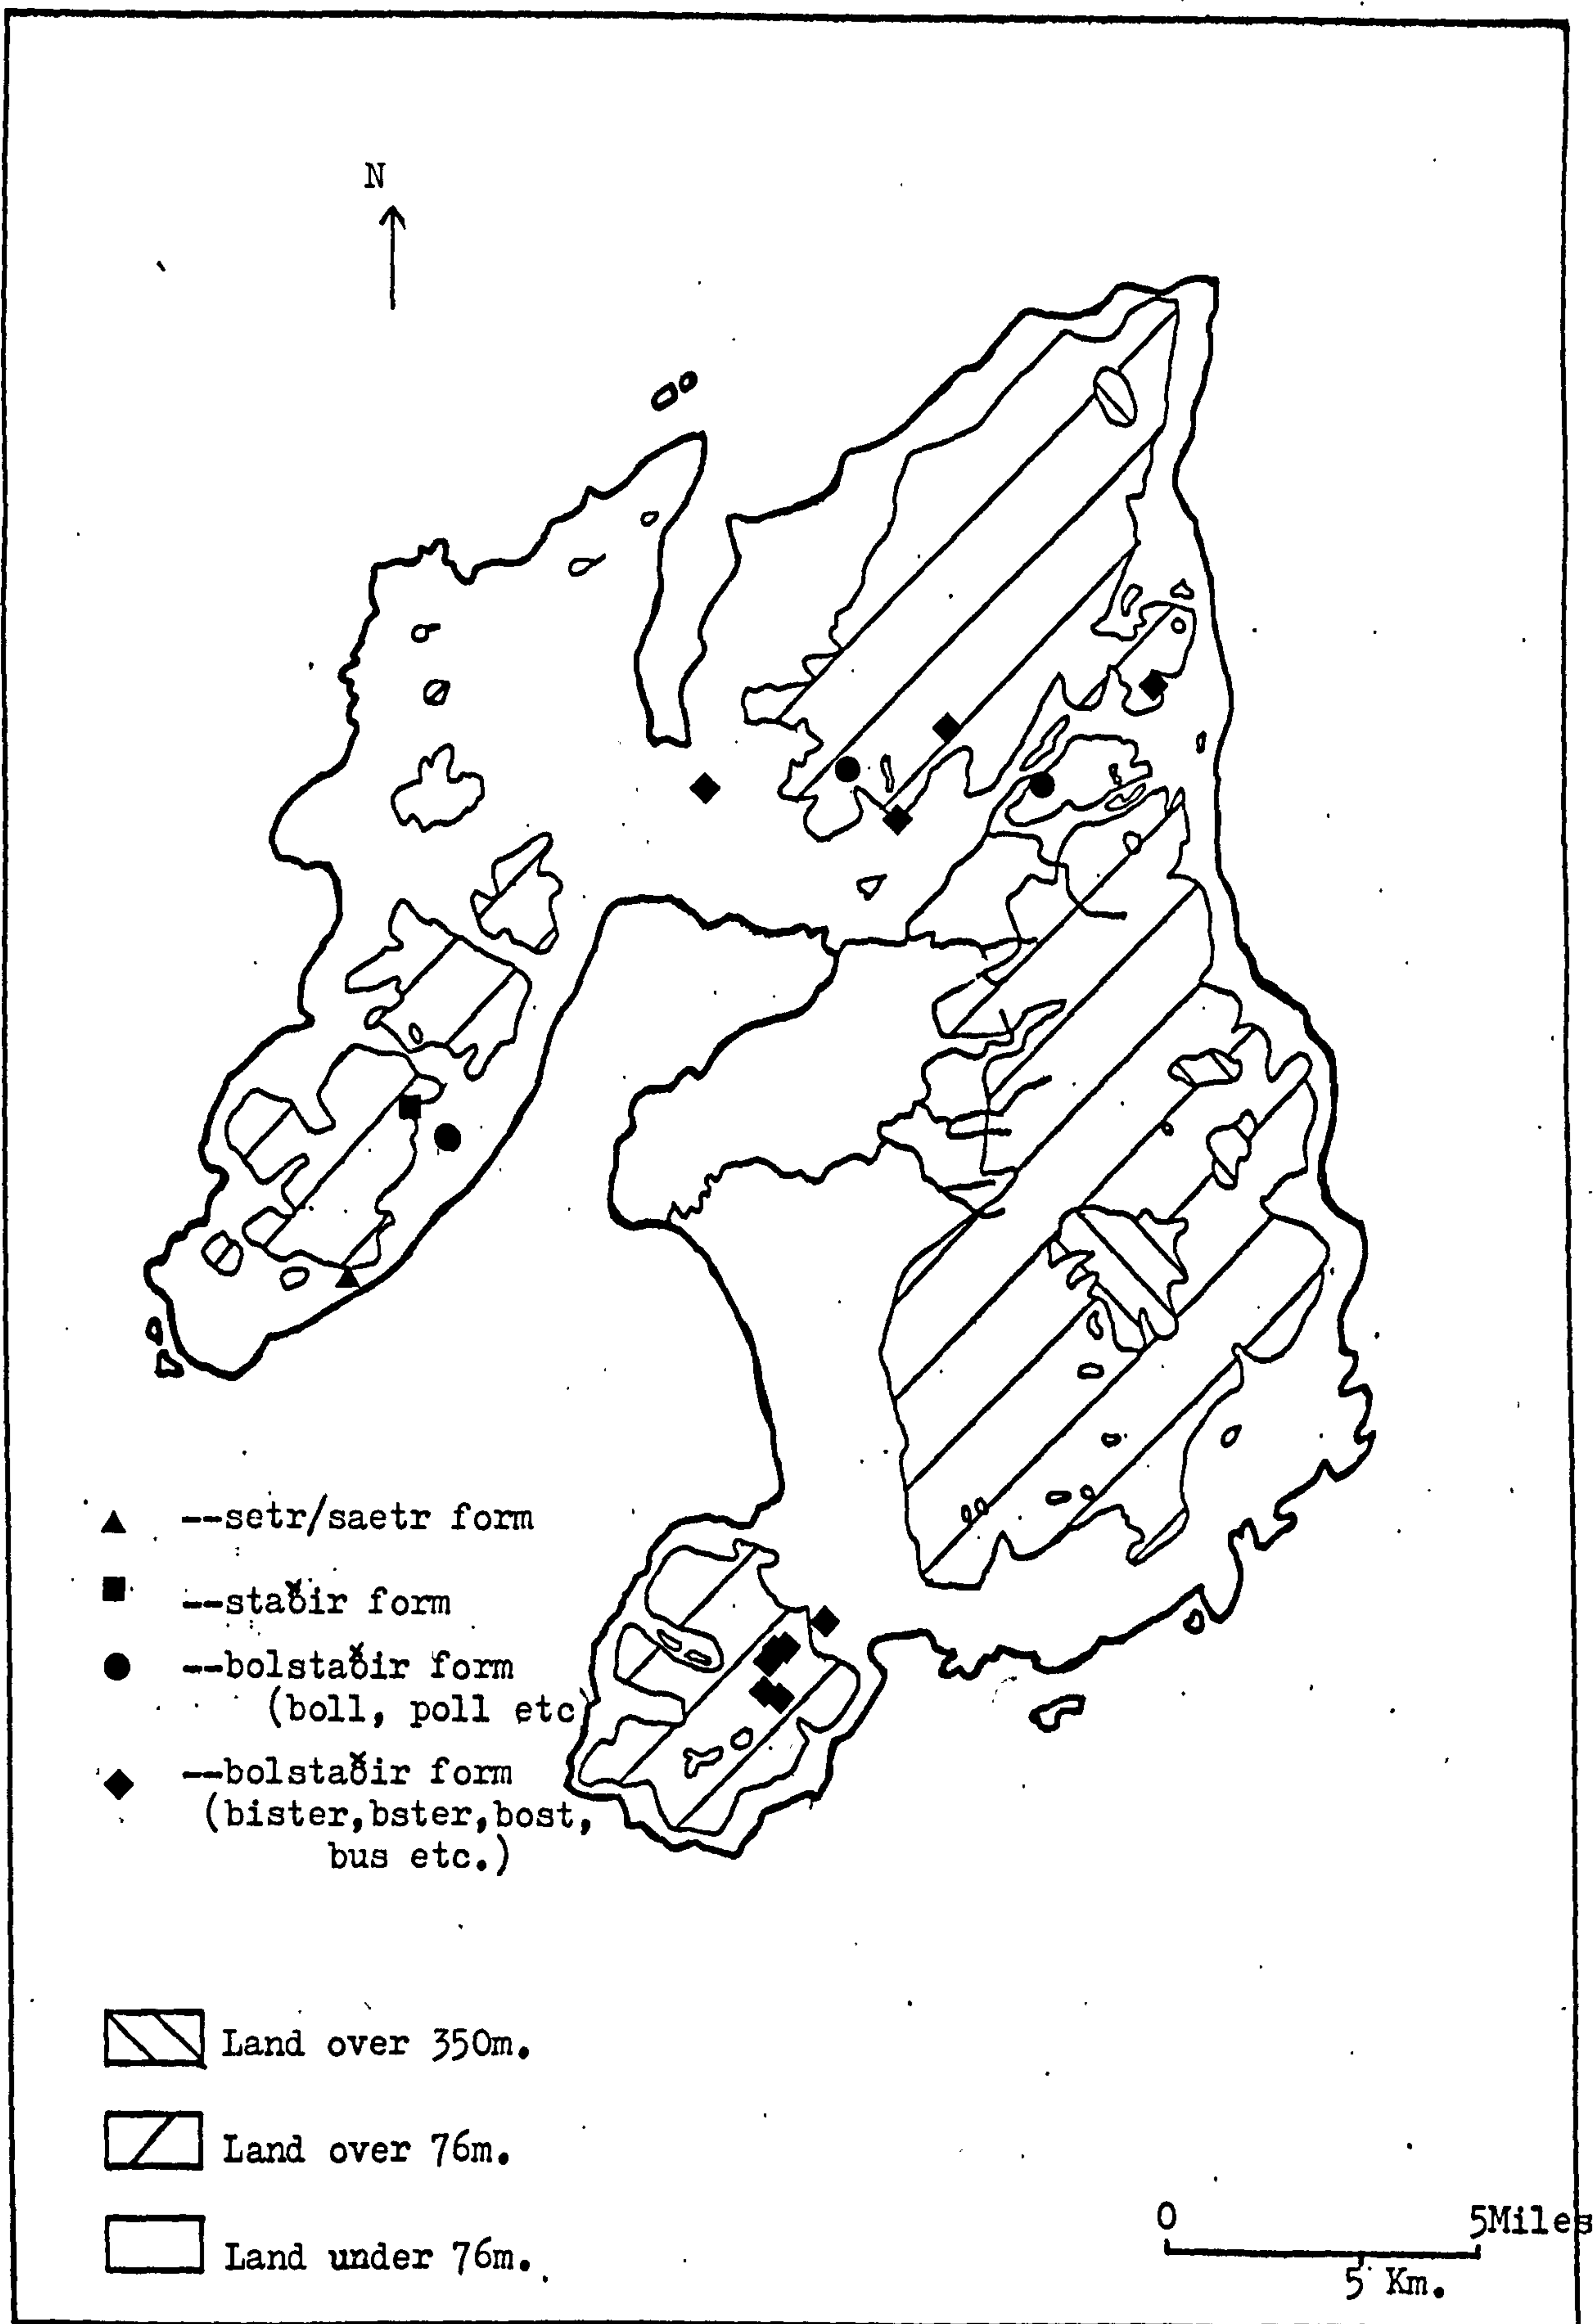 N
--setr/saetr form
--staðir form
--bolstaðir form
(boll, poll etc)
--bolstaðir form
(bister,bster,bost,
bus etc.)
Land over 350m.
Land over 76m.
Land under 76m.
0 5Miles
5 Km.